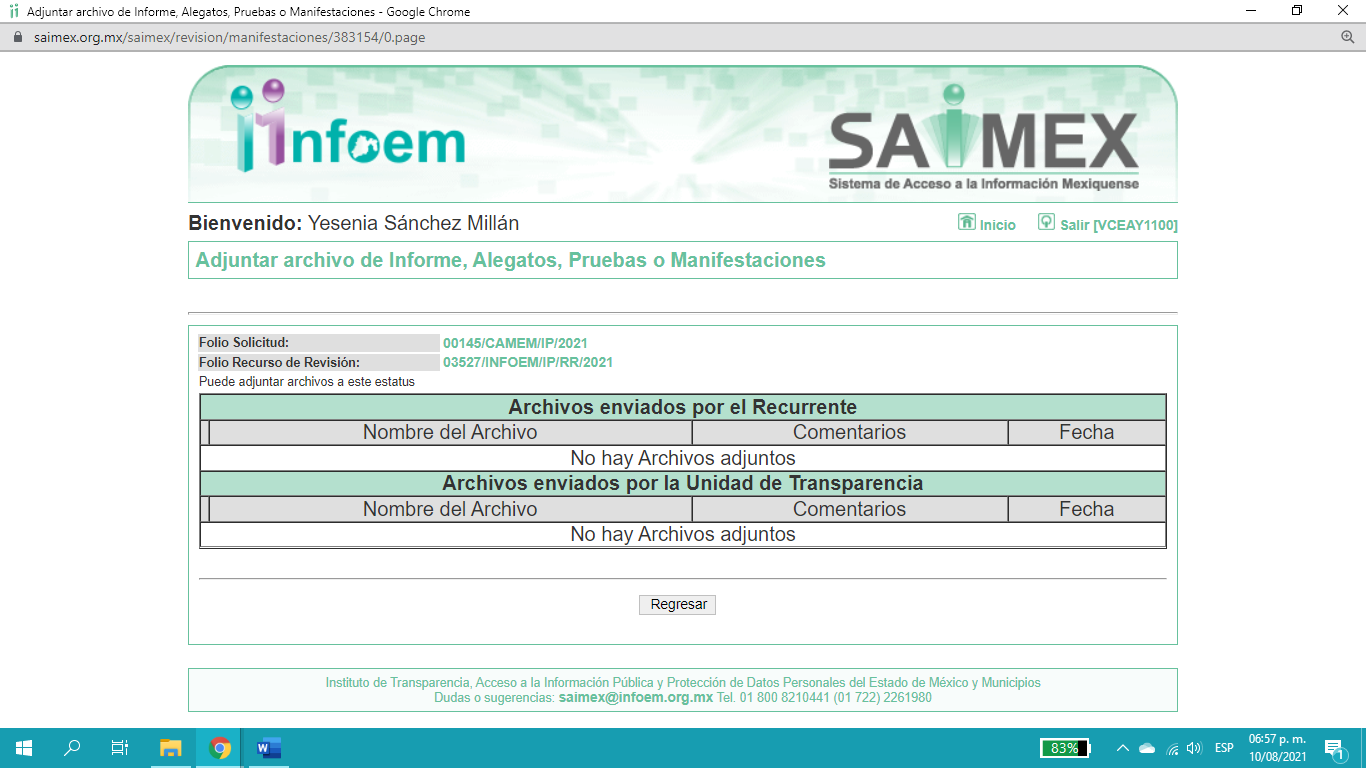 Adjuntar archivo de Informe, Alegatos, Pruebas o Manifestaciones - Google Chrome
saimex.org.mx/saimex/revision/manifestaciones/383154/0.page
infoem
SAIMEX
Sistema de Acceso a la Información Mexiquense
Bienvenido: Yesenia Sánchez Millán
Inicio
Salir [VCEAY1100]
Adjuntar archivo de Informe, Alegatos, Pruebas o Manifestaciones
Folio Solicitud: 00145/CAMEM/IP/2021
Folio Recurso de Revisión: 03527/INFOEM/IP/RR/2021
Puede adjuntar archivos a este estatus
Archivos enviados por el Recurrente
Nombre del Archivo Comentarios Fecha
No hay Archivos adjuntos
Archivos enviados por la Unidad de Transparencia
Nombre del Archivo Comentarios Fecha
No hay Archivos adjuntos
Regresar
Instituto de Transparencia, Acceso a la Información Pública y Protección de Datos Personales del Estado de México y Municipios
Dudas o sugerencias: saimex@infoem.org.mx Tel. 01 800 8210441 (01 722) 2261980
83%
ESP
06:57 p. m.
10/08/2021
1